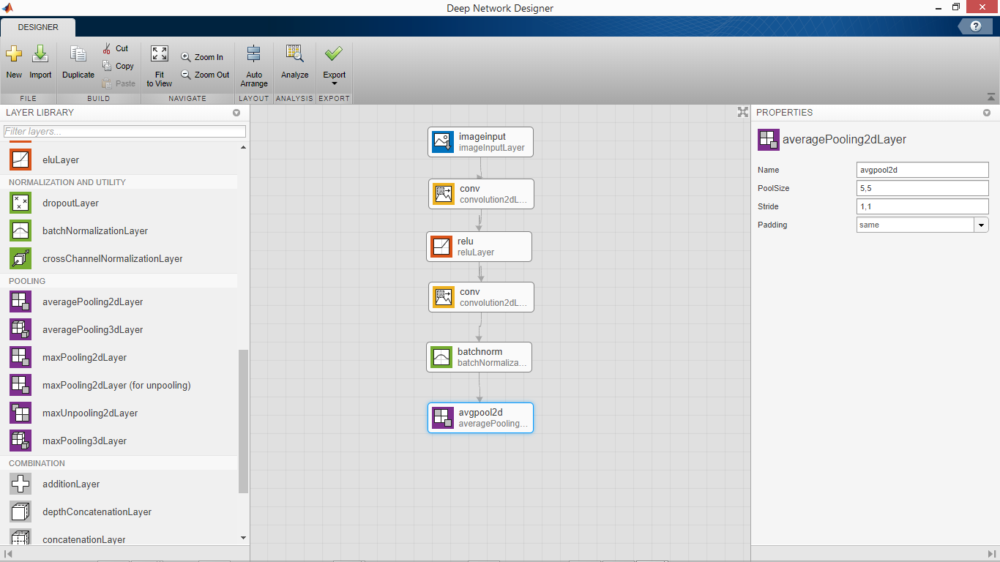 Deep Network Designer
DESIGNER
New
Import
Duplicate
Cut
Copy
Paste
Fit
to View
Zoom In
Zoom Out
Auto
Arrange
Analyze
Export
FILE
BUILD
NAVIGATE
LAYOUT
ANALYSIS
EXPORT
LAYER LIBRARY
Filter layers...
eluLayer
NORMALIZATION AND UTILITY
dropoutLayer
batchNormalizationLayer
crossChannelNormalizationLayer
POOLING
averagePooling2dLayer
averagePooling3dLayer
maxPooling2dLayer
maxPooling2dLayer (for unpooling)
maxUnpooling2dLayer
maxPooling3dLayer
COMBINATION
additionLayer
depthConcatenationLayer
concatenationLayer
imageinput
imageInputLayer
conv
convolution2dL...
relu
reluLayer
conv
convolution2dL...
batchnorm
batchNormaliza...
avgpool2d
averagePooling...
PROPERTIES
averagePooling2dLayer
Name avgpool2d
PoolSize 5,5
Stride 1,1
Padding same